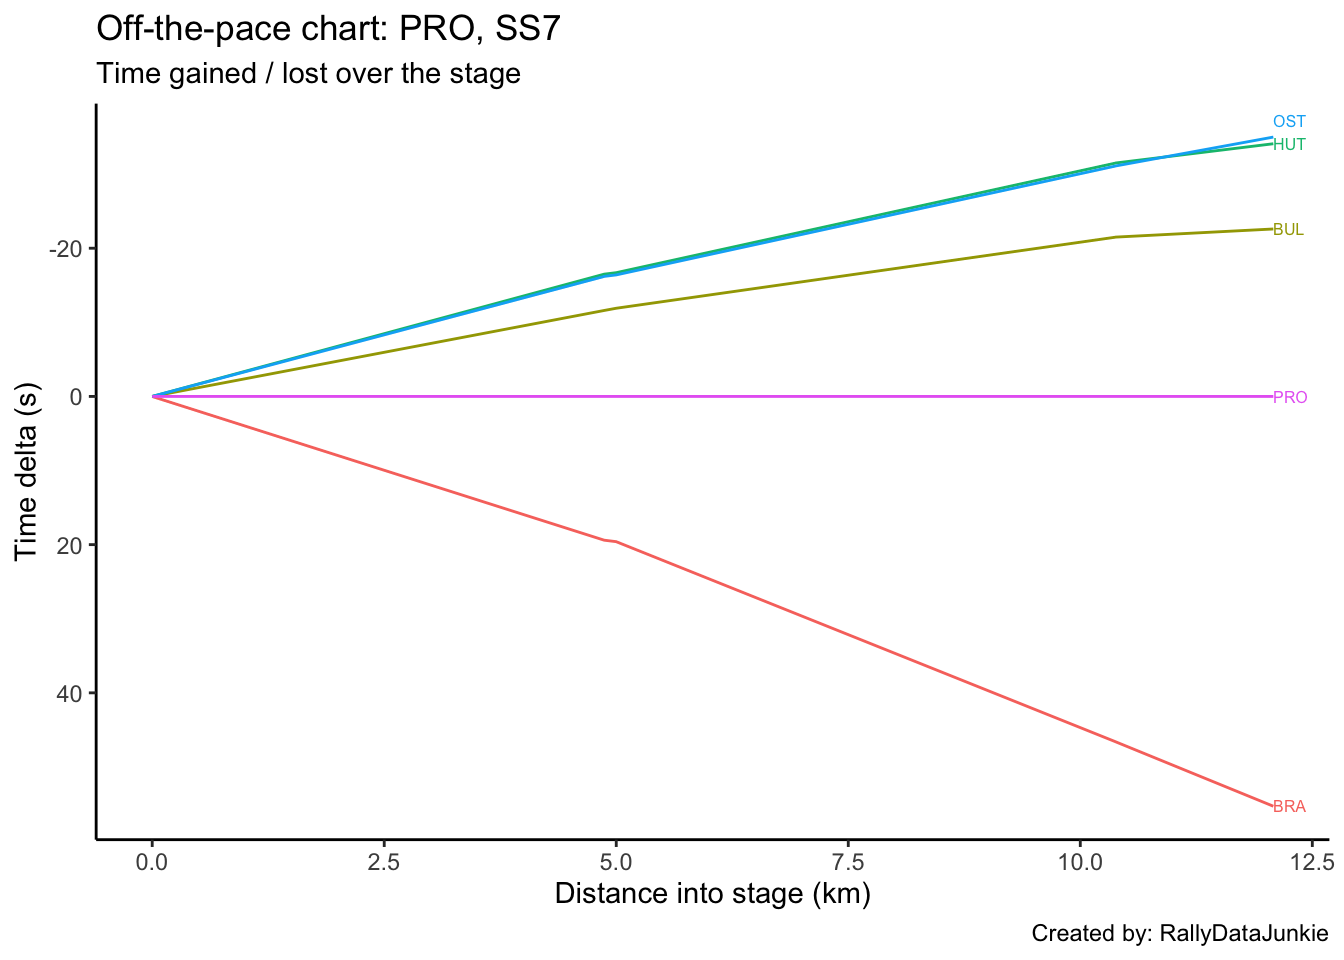 Off-the-pace chart: PRO, SS7
Time gained / lost over the stage
OST
HUT
BUL
PRO
BRA
-20
0
20
40
Time delta (s)
0.0 2.5 5.0 7.5 10.0 12.5
Distance into stage (km)
Created by: RallyDataJunkie